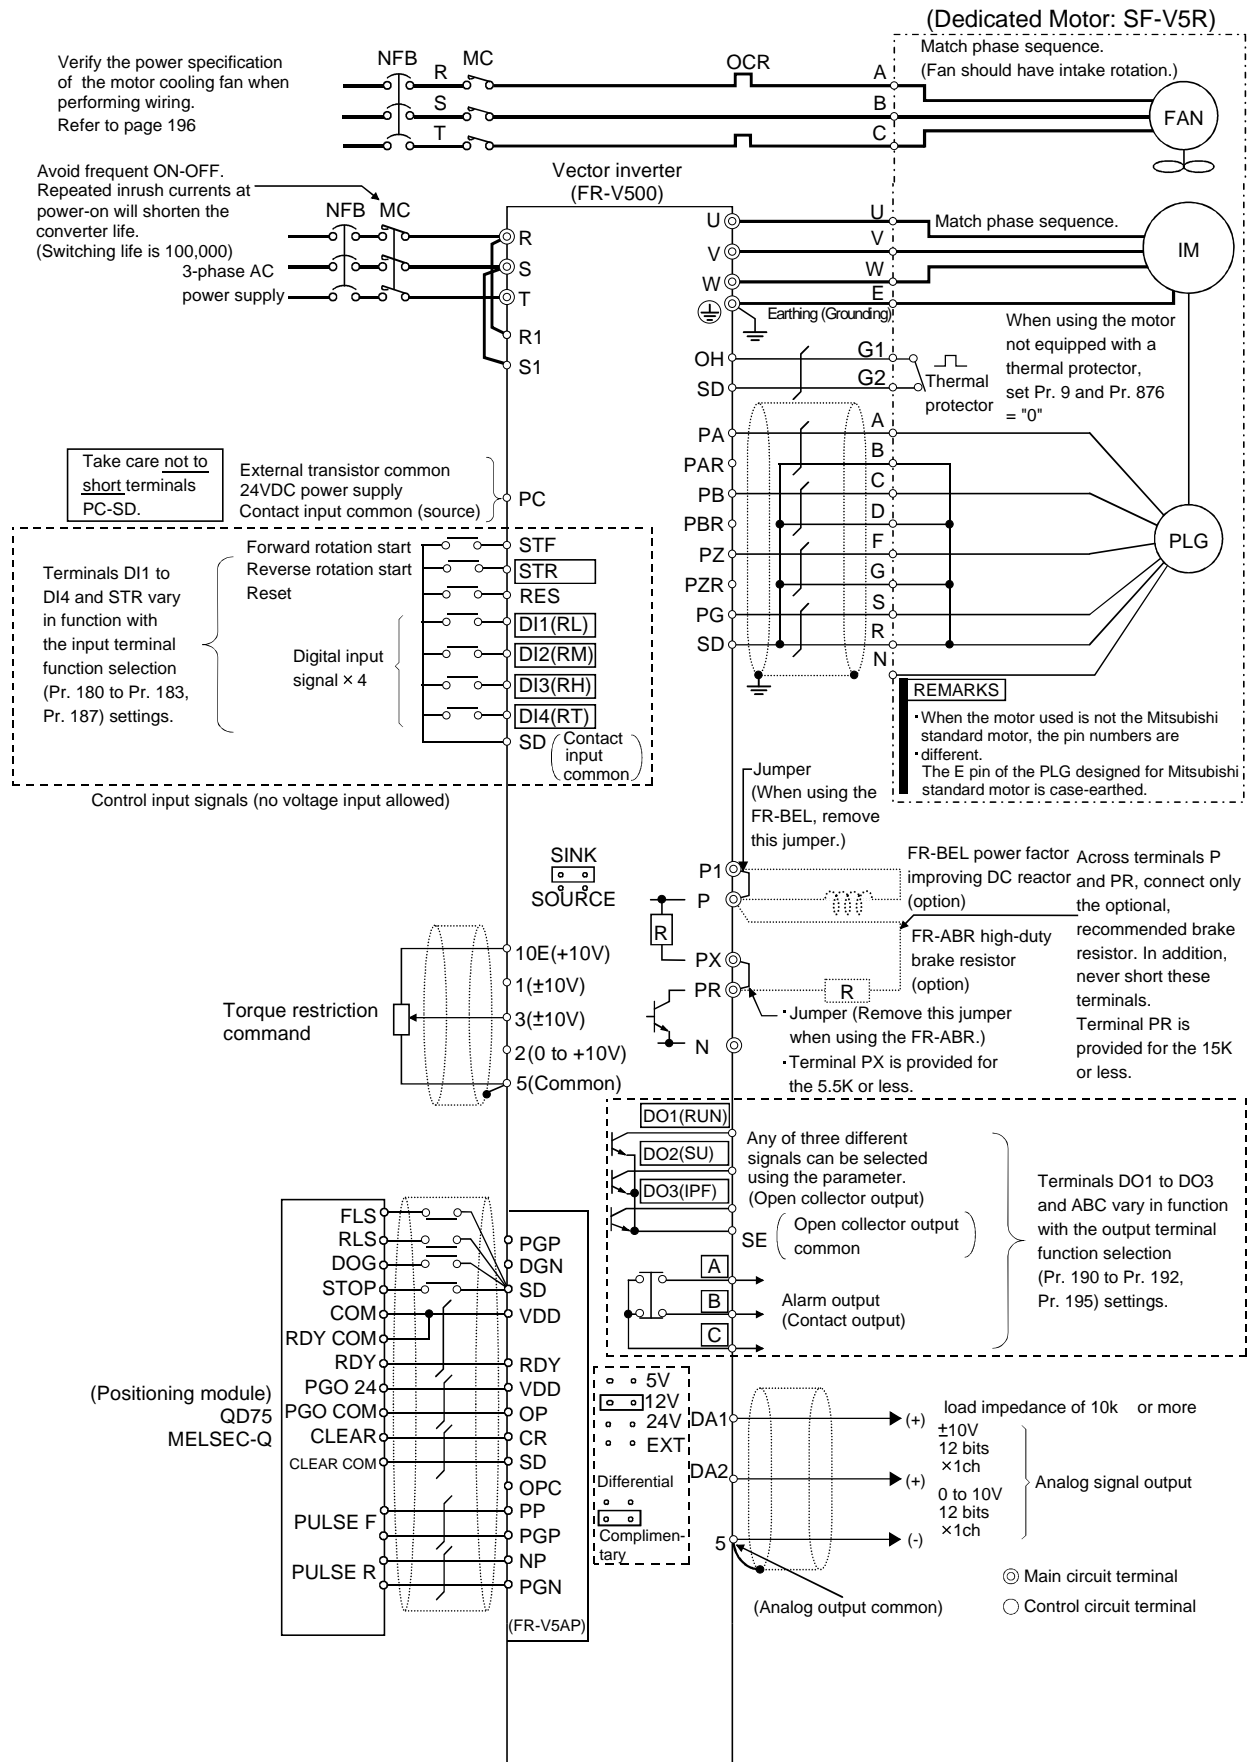 (Dedicated Motor: SF-V5R)
Verify the power specification
of the motor cooling fan when
performing wiring.
Refer to page 196
NFB
MC
R
S
T
OCR
A
B
C
Match phase sequence.
(Fan should have intake rotation.)
FAN
Avoid frequent ON-OFF.
Repeated inrush currents at
power-on will shorten the
converter life.
(Switching life is 100,000)
NFB
MC
3-phase AC
power supply
Vector inverter
(FR-V500)
R
S
T
R1
S1
U
V
W
U
V
W
E
Earthing (Grounding)
Match phase sequence.
IM
OH
SD
G1
G2
Thermal
protector
When using the motor
not equipped with a
thermal protector,
set Pr. 9 and Pr. 876
= "0"
PA
PAR
PB
PBR
PZ
PZR
PG
SD
A
B
C
D
F
G
S
R
N
PLG
REMARKS
·When the motor used is not the Mitsubishi
standard motor, the pin numbers are
·different.
The E pin of the PLG designed for Mitsubishi
standard motor is case-earthed.
Take care not to
short terminals
PC-SD.
External transistor common
24VDC power supply
Contact input common (source)
PC
Terminals DI1 to
DI4 and STR vary
in function with
the input terminal
function selection
(Pr. 180 to Pr. 183,
Pr. 187) settings.
Forward rotation start
Reverse rotation start
Reset
Digital input
signal × 4
STF
STR
RES
DI1(RL)
DI2(RM)
DI3(RH)
DI4(RT)
SD
Contact
input
common
Control input signals (no voltage input allowed)
SINK
SOURCE
Jumper
(When using the
FR-BEL, remove
this jumper.)
P1
P
PX
PR
N
R
R
FR-BEL power factor
improving DC reactor
(option)
FR-ABR high-duty
brake resistor
(option)
Across terminals P
and PR, connect only
the optional,
recommended brake
resistor. In addition,
never short these
terminals.
Terminal PR is
provided for the 15K
or less.
·Jumper (Remove this jumper
when using the FR-ABR.)
·Terminal PX is provided for
the 5.5K or less.
Torque restriction
command
10E(+10V)
1(±10V)
3(±10V)
2(0 to +10V)
5(Common)
DO1(RUN)
DO2(SU)
DO3(IPF)
SE
Any of three different
signals can be selected
using the parameter.
(Open collector output)
Open collector output
common
A
B
C
Alarm output
(Contact output)
Terminals DO1 to DO3
and ABC vary in function
with the output terminal
function selection
(Pr. 190 to Pr. 192,
Pr. 195) settings.
(Positioning module)
QD75
MELSEC-Q
FLS
RLS
DOG
STOP
COM
RDY COM
RDY
PGO 24
PGO COM
CLEAR
CLEAR COM
PULSE F
PULSE R
PGP
DGN
SD
VDD
RDY
VDD
OP
CR
SD
OPC
PP
PGP
NP
PGN
(FR-V5AP)
5V
12V
24V
EXT
Differential
Complimen-
tary
DA1
DA2
5
(+)
(+)
(-)
load impedance of 10k or more
±10V
12 bits
×1ch
0 to 10V
12 bits
×1ch
Analog signal output
(Analog output common)
Main circuit terminal
Control circuit terminal